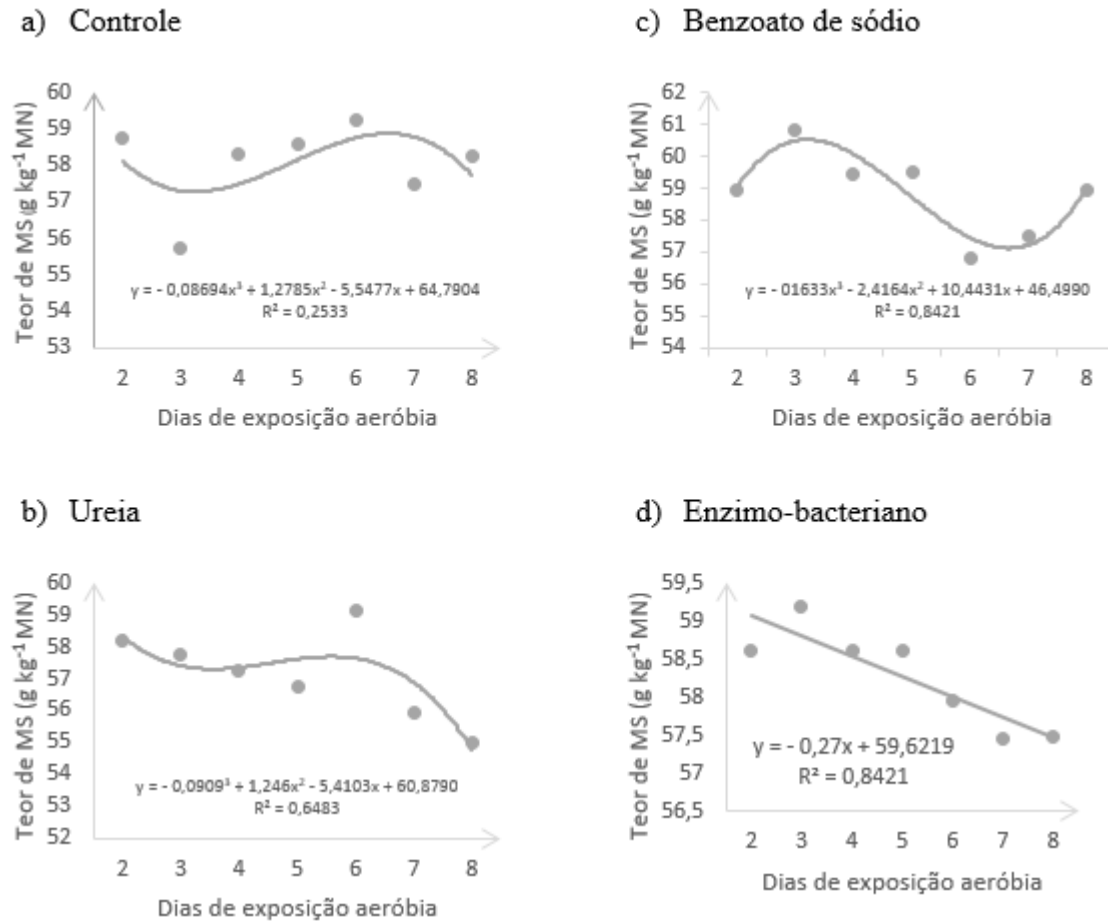 a) Controle
Teor de MS (g kg⁻¹ MN)
60
59
58
57
56
55
54
53
y = - 0,08694x³ + 1,2785x² - 5,5477x + 64,7904
R² = 0,2533
2 3 4 5 6 7 8
Dias de exposição aeróbia
c) Benzoato de sódio
Teor de MS (g kg⁻¹ MN)
62
61
60
59
58
57
56
55
54
y = - 01633x³ - 2,4164x² + 10,4431x + 46,4990
R² = 0,8421
2 3 4 5 6 7 8
Dias de exposição aeróbia
b) Ureia
Teor de MS (g kg⁻¹ MN)
60
59
58
57
56
55
54
53
52
y = - 0,0909³ + 1,246x² - 5,4103x + 60,8790
R² = 0,6483
2 3 4 5 6 7 8
Dias de exposição aeróbia
d) Enzimo-bacteriano
Teor de MS (g kg⁻¹ MN)
59,5
59
58,5
58
57,5
57
56,5
y = - 0,27x + 59,6219
R² = 0,8421
2 3 4 5 6 7 8
Dias de exposição aeróbia